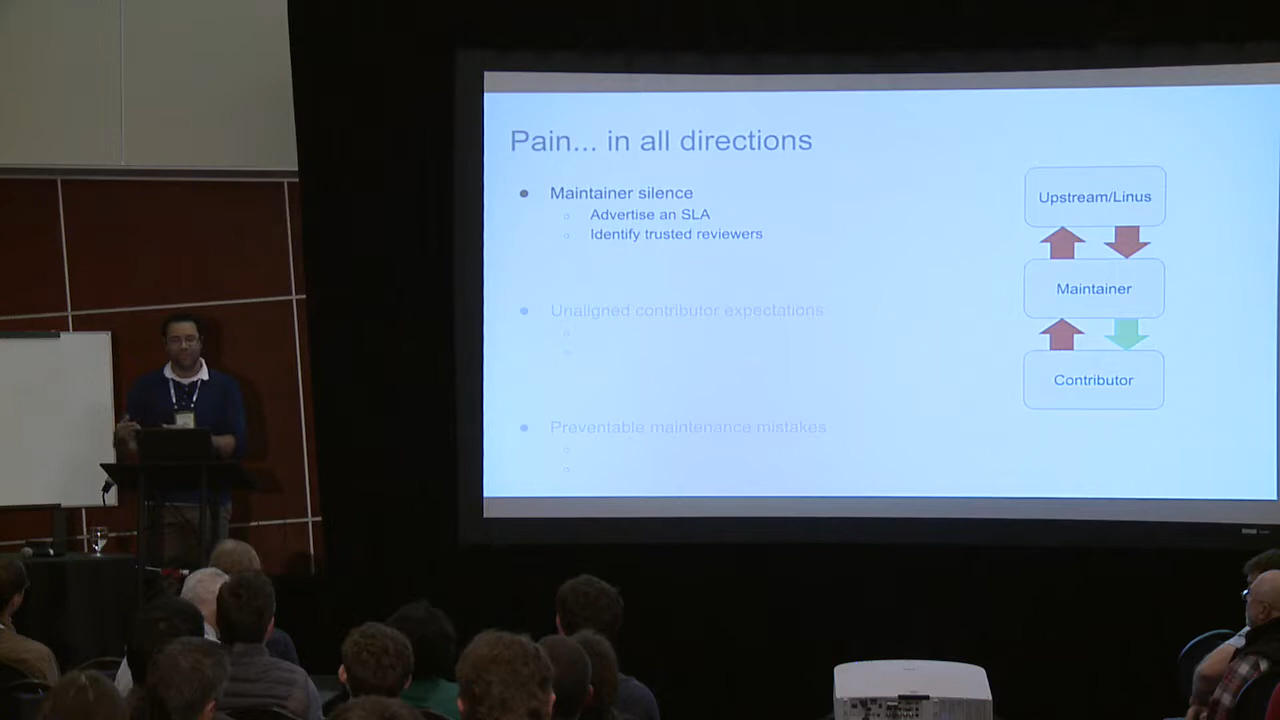 Pain... in all directions
Maintainer silence
Advertise an SLA
Identify trusted reviewers
Unaligned contributor expectations
Preventable maintenance mistakes
Upstream/Linus
Maintainer
Contributor